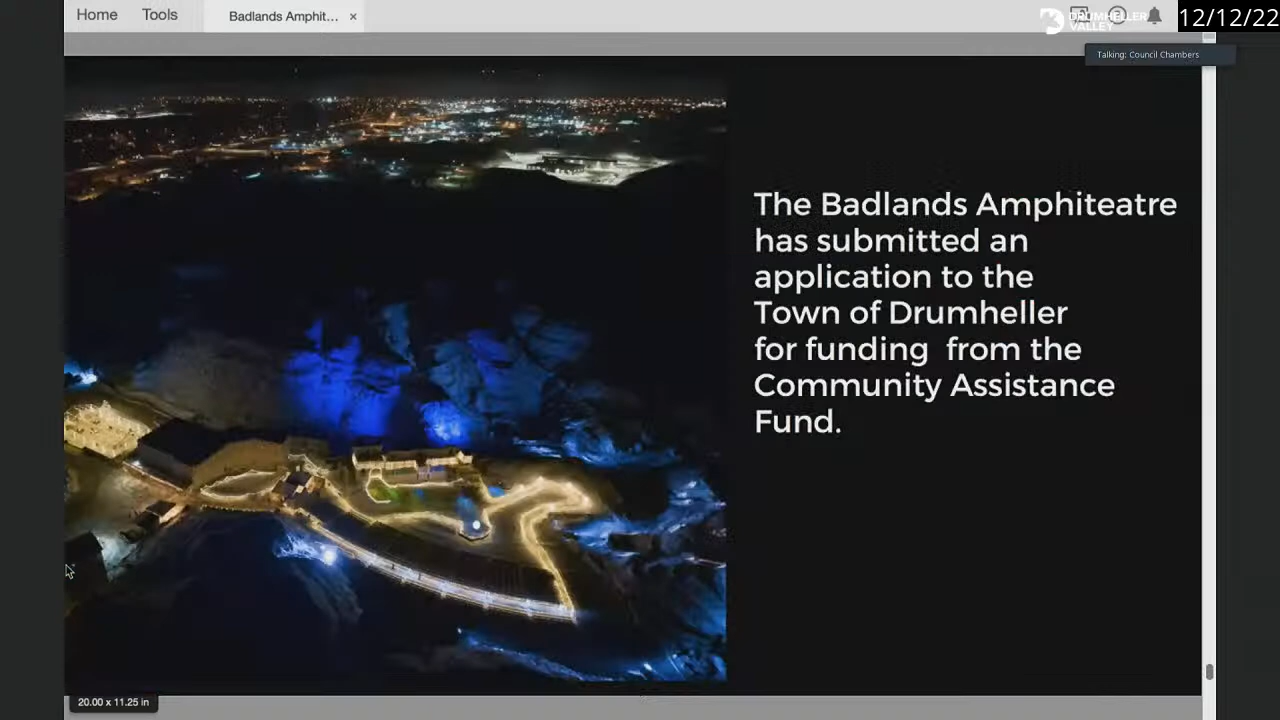 Home Tools Badlands Amphit... ×
DRUMHELLER
VALLEY
12/12/22
Talking: Council Chambers
The Badlands Amphiteatre
has submitted an
application to the
Town of Drumheller
for funding from the
Community Assistance
Fund.
20.00 x 11.25 in